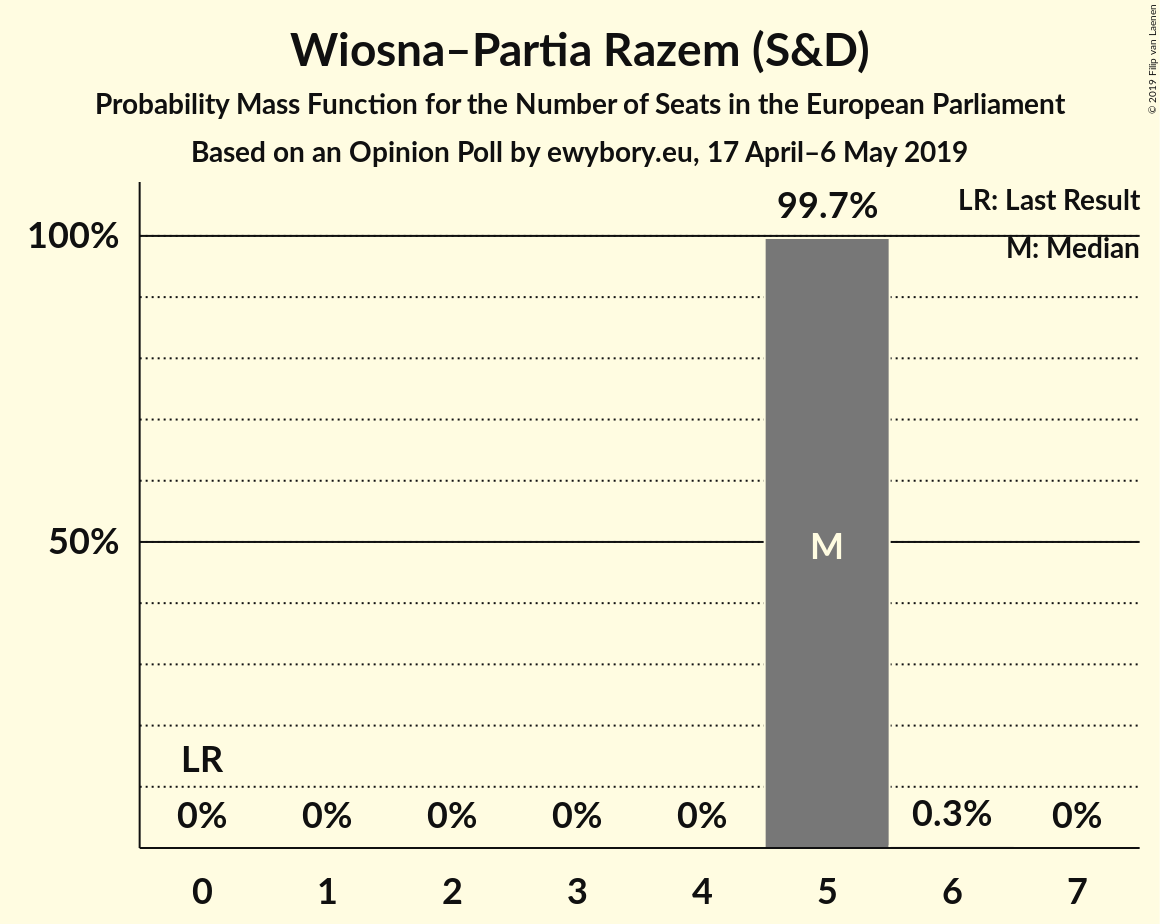 Wiosna–Partia Razem (S&D)
Probability Mass Function for the Number of Seats in the European Parliament
Based on an Opinion Poll by ewybory.eu, 17 April–6 May 2019
© 2019 Filip van Laenen
LR: Last Result
M: Median
99.7%
100%
50%
M
LR
0% 0% 0% 0% 0% 0.3% 0%
0 1 2 3 4 5 6 7